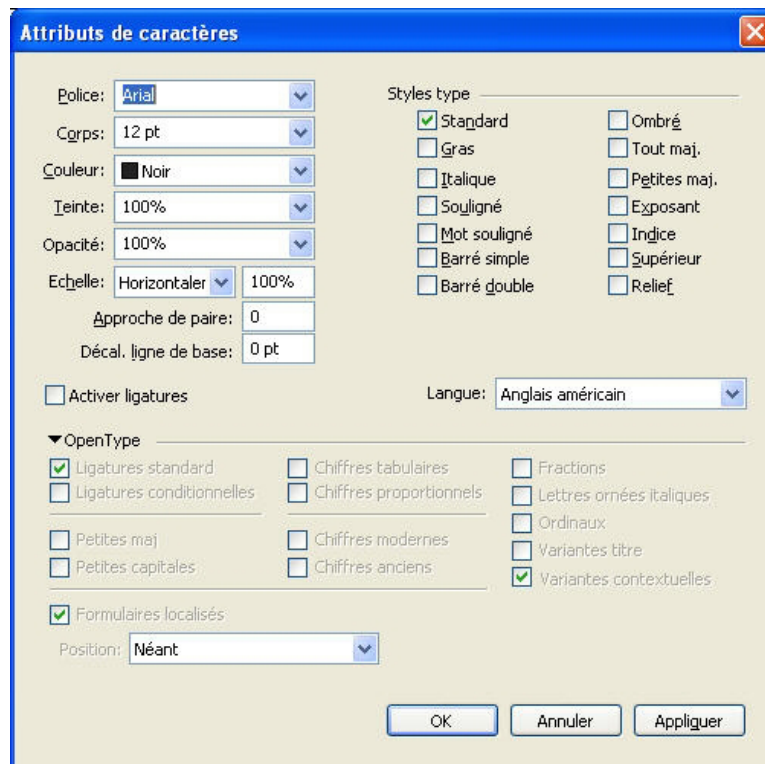 Attributs de caractères
Police: Arial
Corps: 12 pt
Couleur: Noir
Teinte: 100%
Opacité: 100%
Echelle: Horizontaler 100%
Approche de paire: 0
Décal. ligne de base: 0 pt
Styles type
Standard
Gras
Italique
Souligné
Mot souligné
Barré simple
Barré double
Ombré
Tout maj.
Petites maj.
Exposant
Indice
Supérieur
Relief
Activer ligatures
Langue: Anglais américain
OpenType
Ligatures standard
Ligatures conditionnelles
Chiffres tabulaires
Chiffres proportionnels
Petites maj
Petites capitales
Chiffres modernes
Chiffres anciens
Fractions
Lettres ornées italiques
Ordinaux
Variantes titre
Variantes contextuelles
Formulaires localisés
Position: Néant
OK Annuler Appliquer